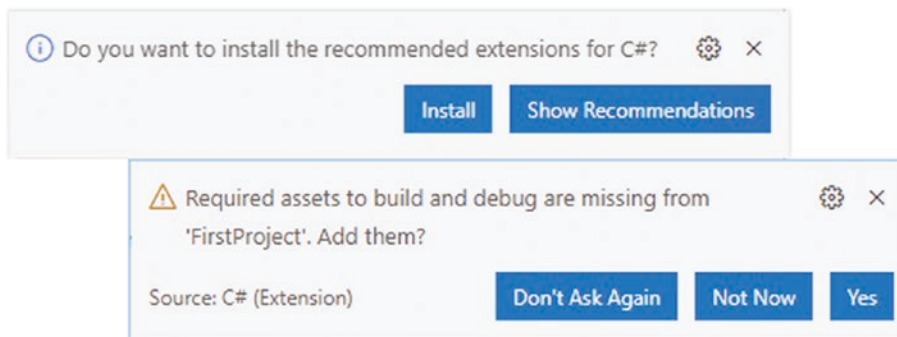 Do you want to install the recommended extensions for C#?
Install Show Recommendations
Required assets to build and debug are missing from
'FirstProject'. Add them?
Source: C# (Extension) Don't Ask Again Not Now Yes